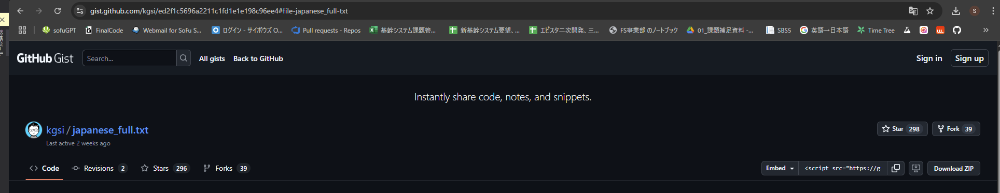 gist.github.com/kgsi/ed2f1c5696a2211c1fd1e1e198c96ee4#file-japanese_full-txt
S
sofuGPT FinalCode Webmail for SoFu S... ログイン - サイボウズ O... Pull requests - Repos 基幹システム課題管... 新基幹システム要望、... エビスタ二次開発、三... FS事業部 のノートブック 01_課題補足資料 -... SBS5 英語→日本語 Time Tree
GitHub Gist Search... All gists Back to GitHub Sign in Sign up
Instantly share code, notes, and snippets.
kgsi / japanese_full.txt Star 298 Fork 39
Last active 2 weeks ago
Code Revisions 2 Stars 296 Forks 39 Embed <script src="https://g Download ZIP